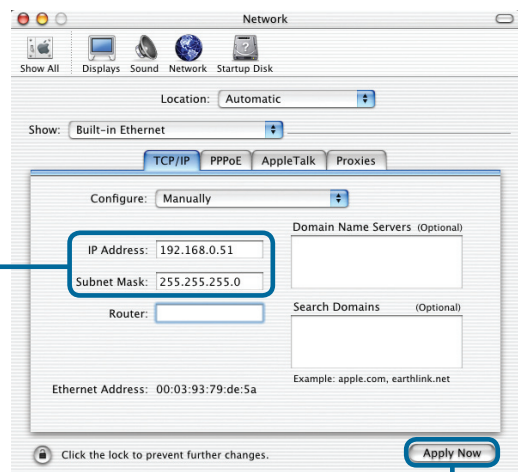 Network
Show All Displays Sound Network Startup Disk
Location: Automatic
Show: Built-in Ethernet
TCP/IP PPPoE AppleTalk Proxies
Configure: Manually
Domain Name Servers (Optional)
IP Address: 192.168.0.51
Subnet Mask: 255.255.255.0
Router:
Search Domains (Optional)
Example: apple.com, earthlink.net
Ethernet Address: 00:03:93:79:de:5a
Click the lock to prevent further changes.
Apply Now